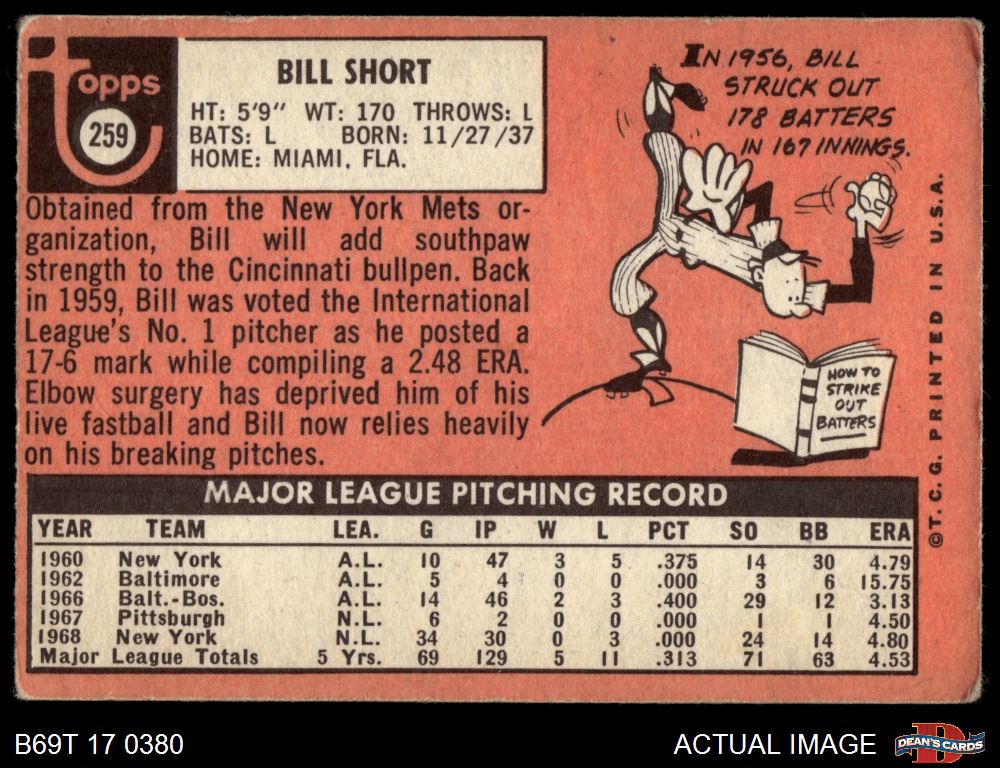 Topps
259
BILL SHORT
HT: 5'9" WT: 170 THROWS: L
BATS: L BORN: 11/27/37
HOME: MIAMI, FLA.
IN 1956, BILL
STRUCK OUT
178 BATTERS
IN 167 INNINGS.
Obtained from the New York Mets or-
ganization, Bill will add southpaw
strength to the Cincinnati bullpen. Back
in 1959, Bill was voted the International
League's No. 1 pitcher as he posted a
17-6 mark while compiling a 2.48 ERA.
Elbow surgery has deprived him of his
live fastball and Bill now relies heavily
on his breaking pitches.
HOW TO
STRIKE
OUT
BATTERS
©T.C.G. PRINTED IN U.S.A.
MAJOR LEAGUE PITCHING RECORD
YEAR TEAM LEA. G IP W L PCT SO BB ERA
1960 New York A.L. 10 47 3 5 .375 14 30 4.79
1962 Baltimore A.L. 5 4 0 0 .000 3 6 15.75
1966 Balt.-Bos. A.L. 14 46 2 3 .400 29 12 3.13
1967 Pittsburgh N.L. 6 2 0 0 .000 1 1 4.50
1968 New York N.L. 34 30 0 3 .000 24 14 4.80
Major League Totals 5 Yrs. 69 129 5 11 .313 71 63 4.53
B69T 17 0380
ACTUAL IMAGE
D
DEAN'S CARDS